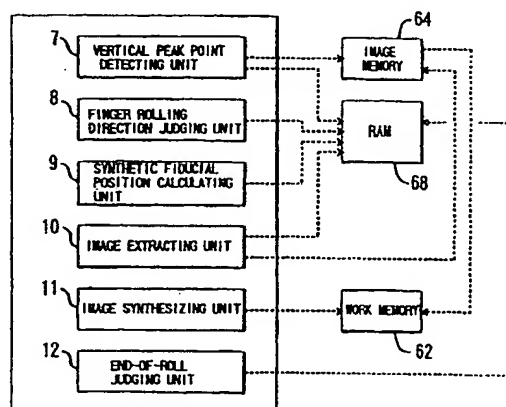 7
VERTICAL PEAK POINT
DETECTING UNIT
8
FINGER ROLLING
DIRECTION JUDGING UNIT
9
SYNTHETIC FIDUCIAL
POSITION CALCULATING
UNIT
10
IMAGE EXTRACTING UNIT
11
IMAGE SYNTHESIZING UNIT
12
END-OF-ROLL
JUDGING UNIT
64
IMAGE
MEMORY
RAM
68
WORK MEMORY
62